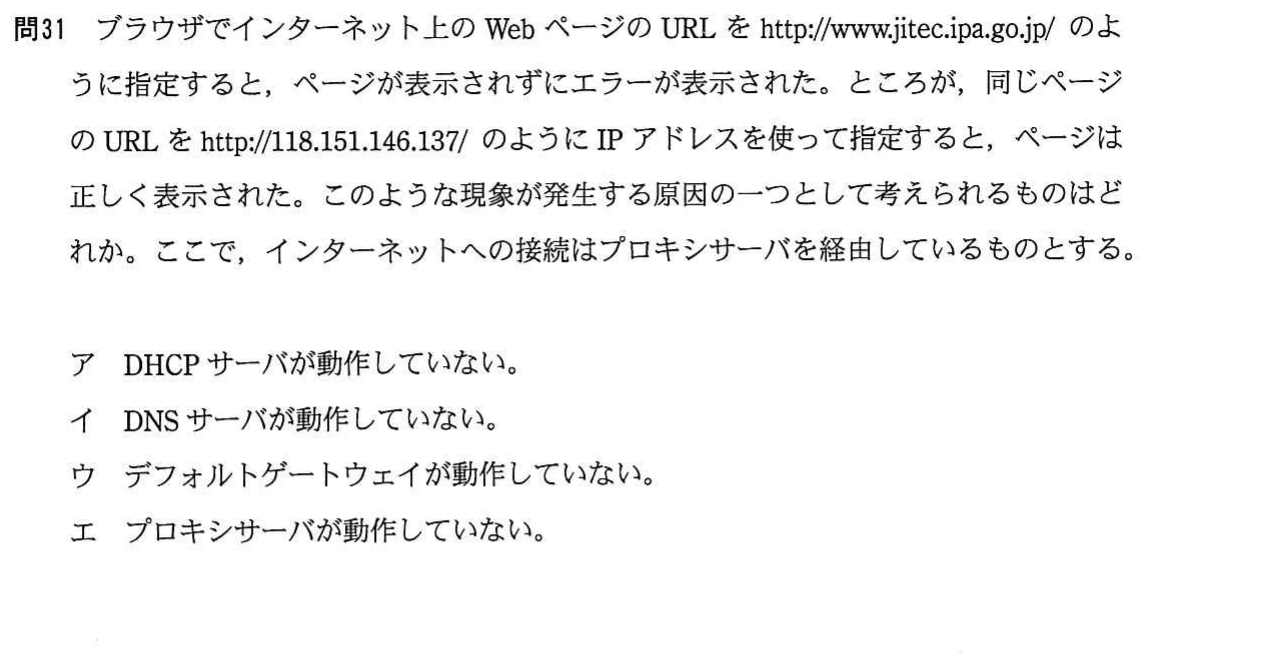 問31 ブラウザでインターネット上の Web ページの URL を http://www.jitec.ipa.go.jp/ のよ
うに指定すると，ページが表示されずにエラーが表示された。ところが，同じページ
の URL を http://118.151.146.137/ のように IP アドレスを使って指定すると，ページは
正しく表示された。このような現象が発生する原因の一つとして考えられるものはど
れか。ここで，インターネットへの接続はプロキシサーバを経由しているものとする。
ア DHCP サーバが動作していない。
イ DNS サーバが動作していない。
ウ デフォルトゲートウェイが動作していない。
エ プロキシサーバが動作していない。